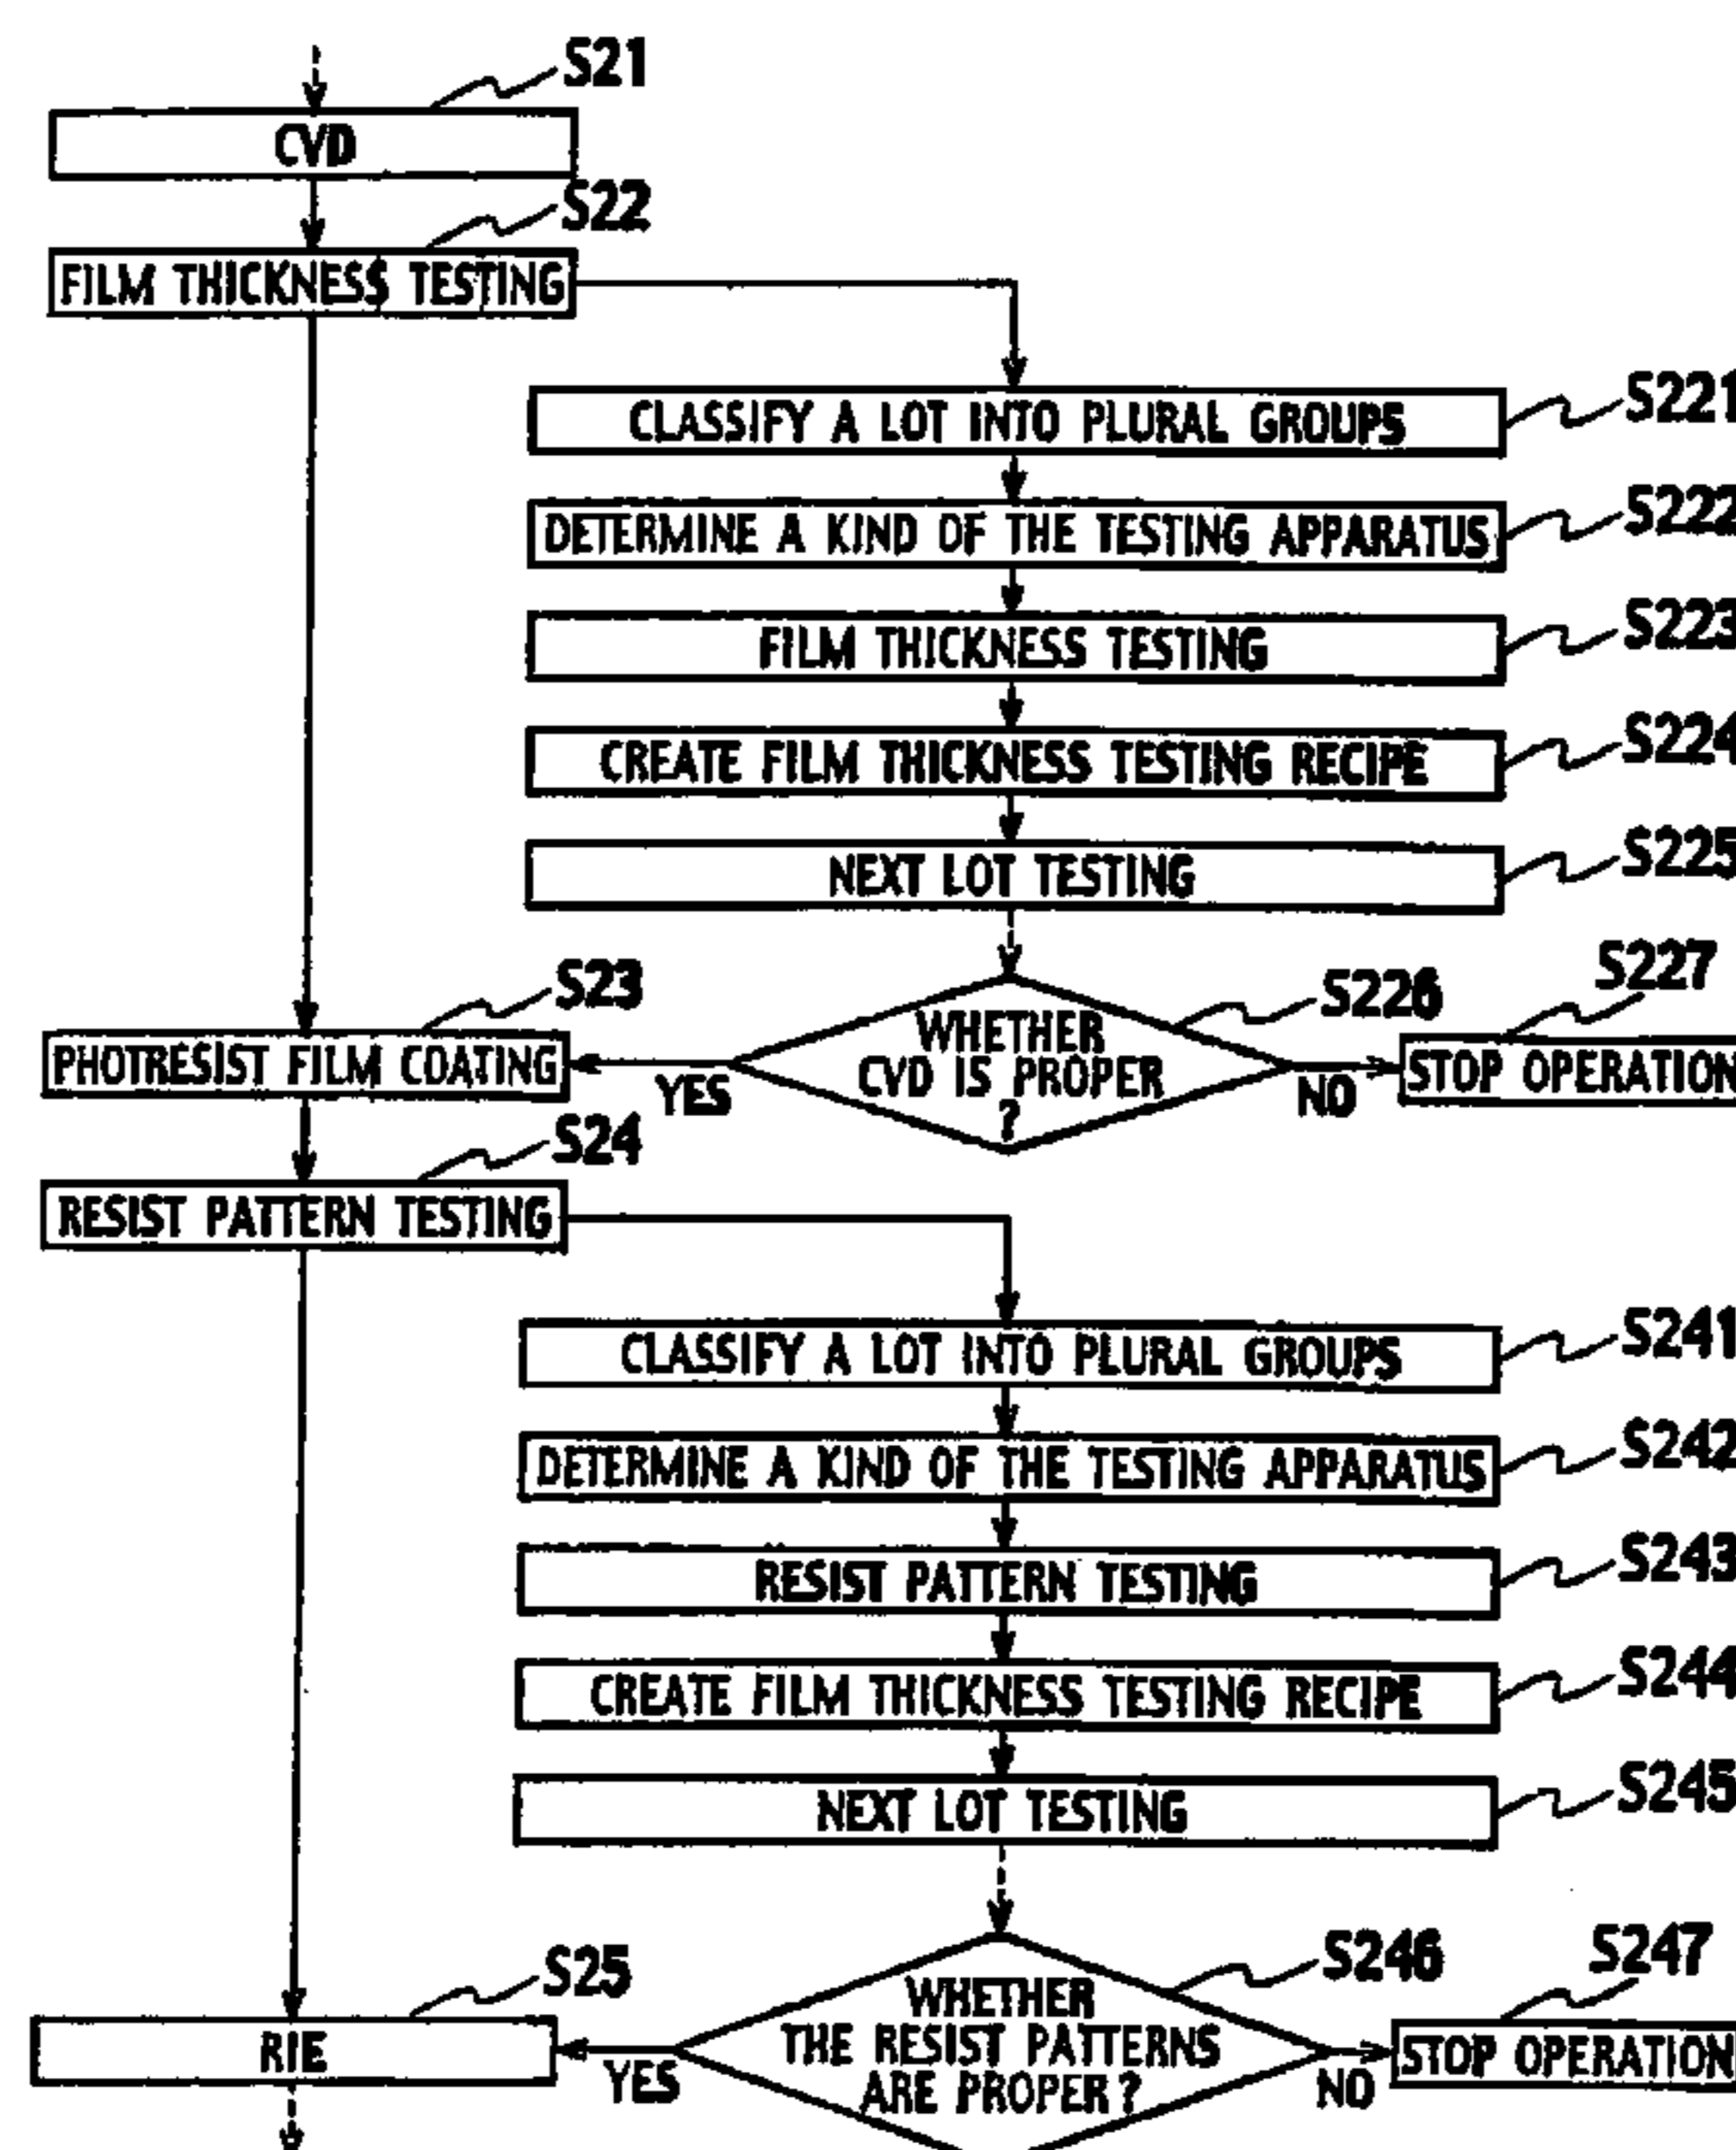 S21
CVD
S22
FILM THICKNESS TESTING
CLASSIFY A LOT INTO PLURAL GROUPS
S221
DETERMINE A KIND OF THE TESTING APPARATUS
S222
FILM THICKNESS TESTING
S223
CREATE FILM THICKNESS TESTING RECIPE
S224
NEXT LOT TESTING
S225
S23
PHOTRESIST FILM COATING
YES
WHETHER
CVD IS PROPER
?
S226
NO
S227
STOP OPERATION
S24
RESIST PATTERN TESTING
CLASSIFY A LOT INTO PLURAL GROUPS
S241
DETERMINE A KIND OF THE TESTING APPARATUS
S242
RESIST PATTERN TESTING
S243
CREATE FILM THICKNESS TESTING RECIPE
S244
NEXT LOT TESTING
S245
S25
RIE
YES
WHETHER
THE RESIST PATTERNS
ARE PROPER?
S246
NO
S247
STOP OPERATION